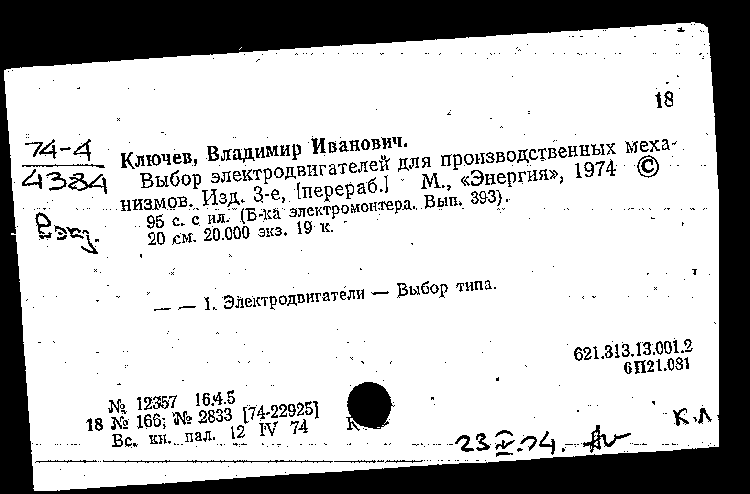 18
74-4
4384
Ключев, Владимир Иванович.
Выбор электродвигателей для производственных меха-
низмов. Изд. 3-е, [перераб.] М., «Энергия», 1974 ©
95 с. с ил. (Б-ка электромонтера. Вып. 393).
20 см. 20.000 экз. 19 к.
— — 1. Электродвигатели — Выбор типа.
621.313.13.001.2
6П21.081
№ 12357 16.4.5
18 № 166; № 2833 [74-22925]
Вс. кн. пал. 12 IV 74
23 IV.74.
К.Л.